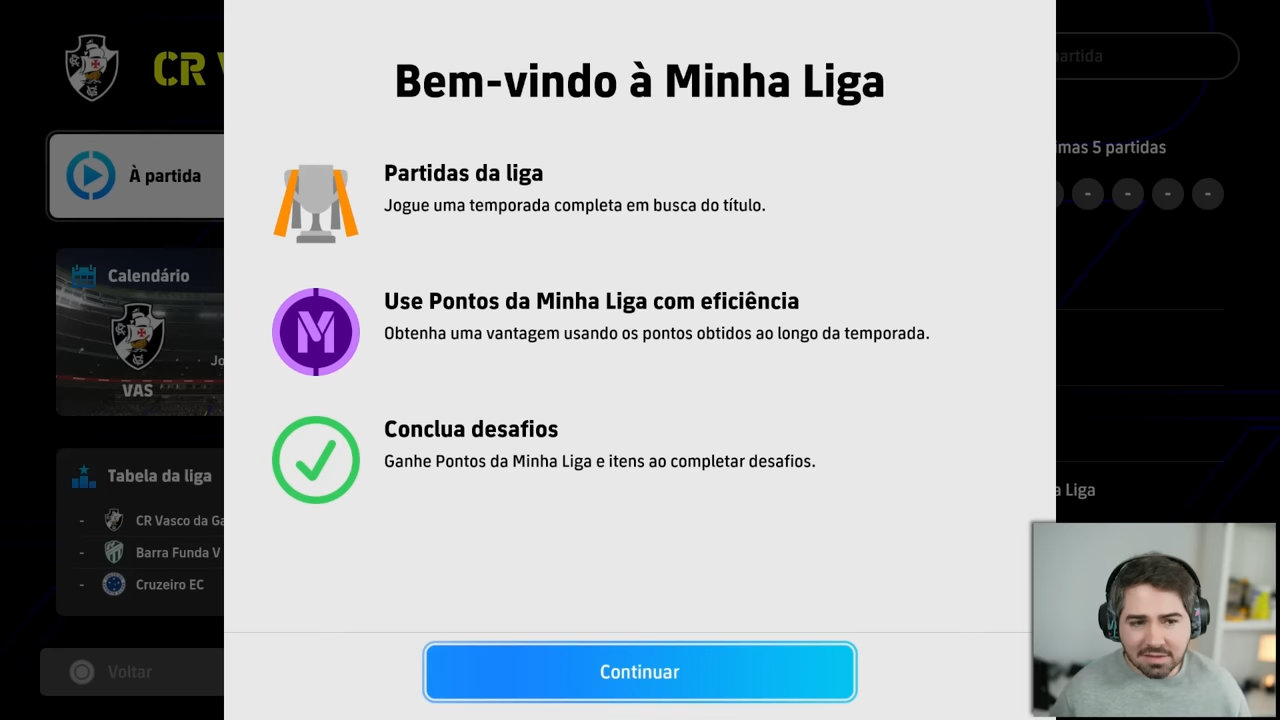 CR V
partida
Bem-vindo à Minha Liga
À partida
Partidas da liga
Jogue uma temporada completa em busca do título.
mas 5 partidas
- - - -
Calendário
Jo
VAS
Use Pontos da Minha Liga com eficiência
Obtenha uma vantagem usando os pontos obtidos ao longo da temporada.
Conclua desafios
Ganhe Pontos da Minha Liga e itens ao completar desafios.
Tabela da liga
- CR Vasco da Ga
- Barra Funda V
- Cruzeiro EC
a Liga
Voltar
Continuar